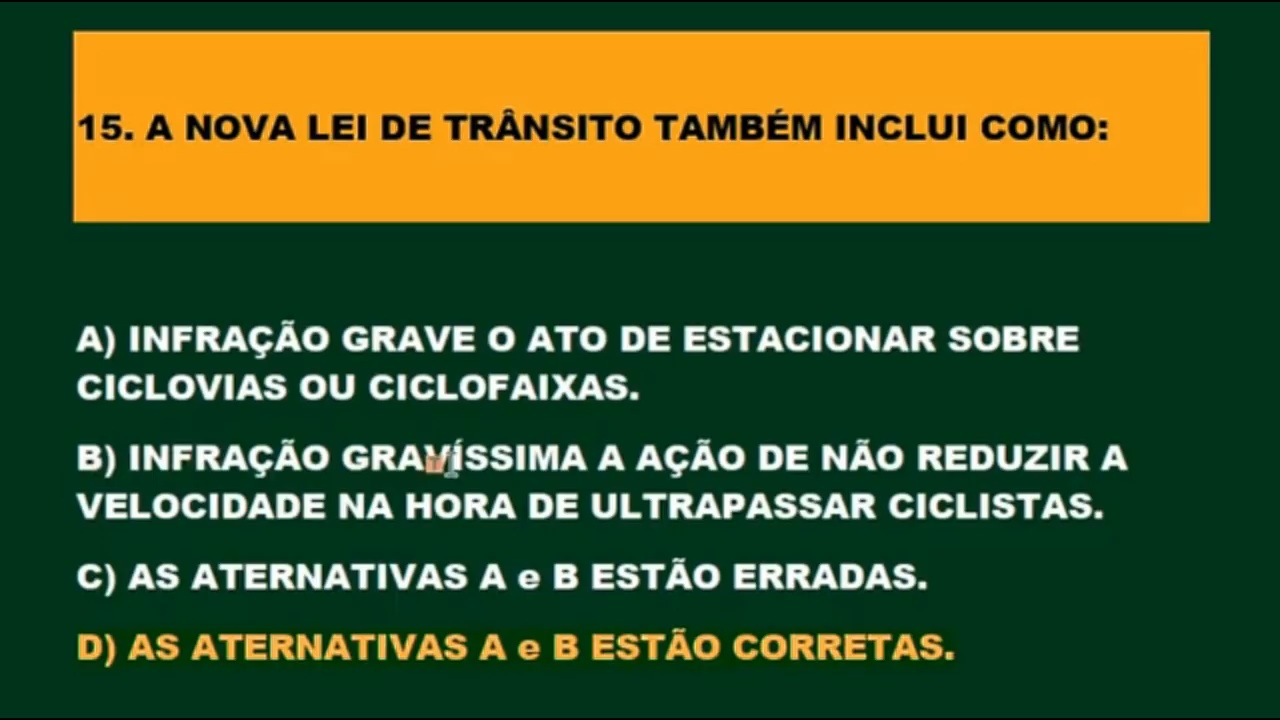 15. A NOVA LEI DE TRÂNSITO TAMBÉM INCLUI COMO:
A) INFRAÇÃO GRAVE O ATO DE ESTACIONAR SOBRE
CICLOVIAS OU CICLOFAIXAS.
B) INFRAÇÃO GRAVÍSSIMA A AÇÃO DE NÃO REDUZIR A
VELOCIDADE NA HORA DE ULTRAPASSAR CICLISTAS.
C) AS ATERNATIVAS A e B ESTÃO ERRADAS.
D) AS ATERNATIVAS A e B ESTÃO CORRETAS.